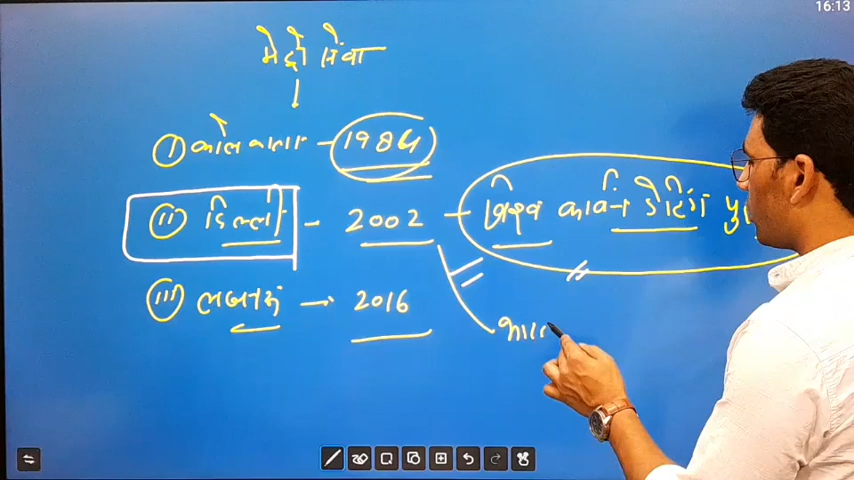 16:13
मेट्रो सेवा
(i) कोलकाता - 1984
(ii) दिल्ली - 2002 - विश्व कार्बन क्रेडिट
(iii) लखनऊ → 2016